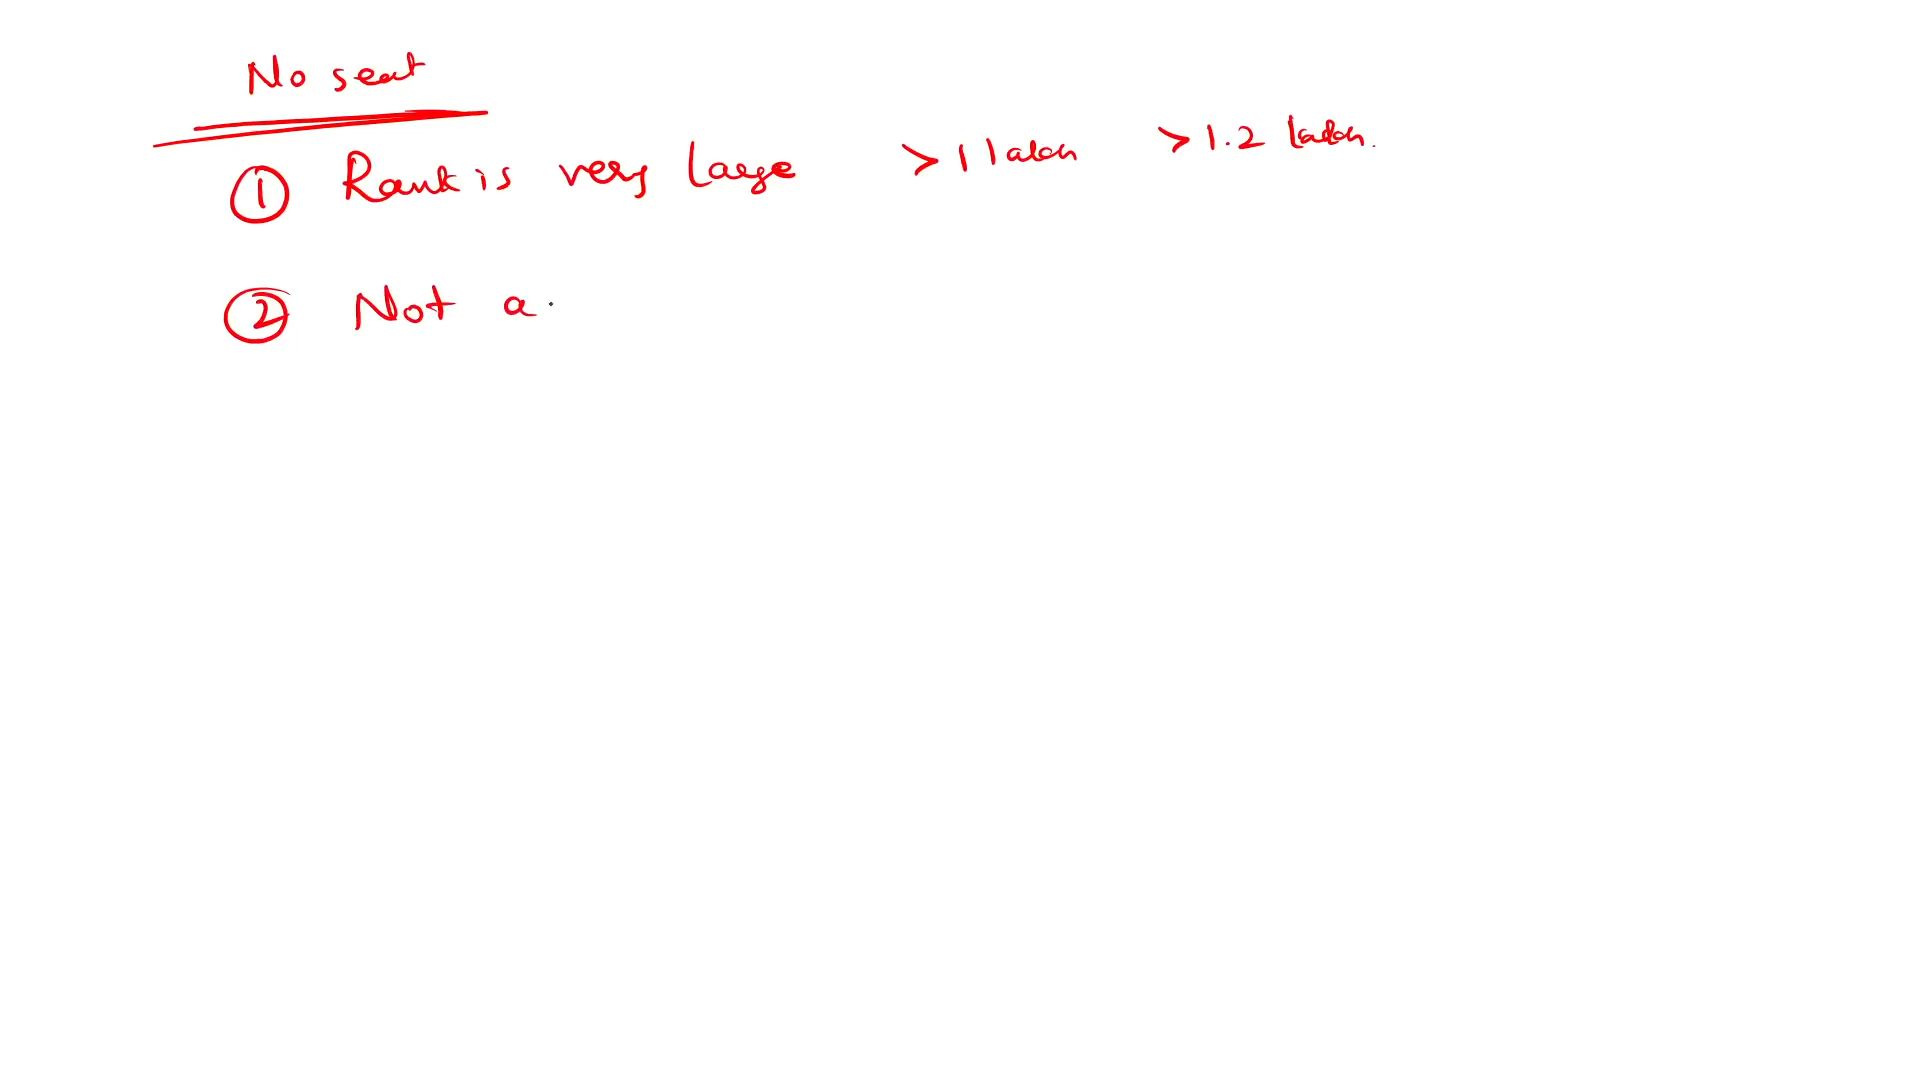 No seat
① Rank is very large > 1 lakh > 1.2 lakh.
② Not a